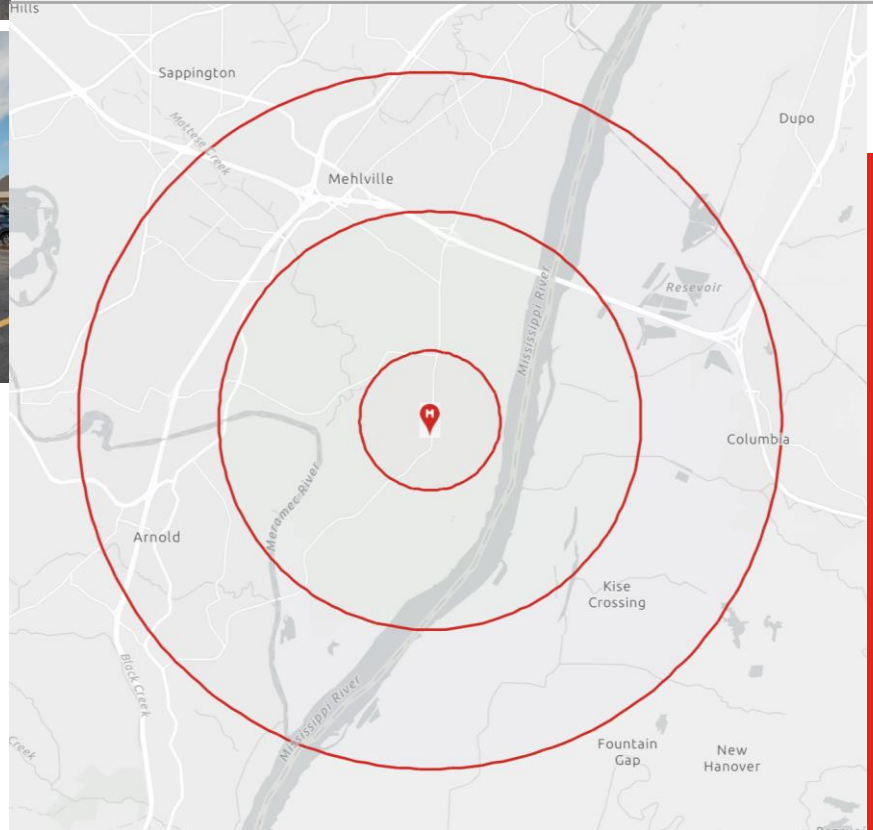 Hills
Sappington
Mattese Creek
Mehlville
Dupo
Mississippi River
Resevoir
M
Columbia
Meramec River
Arnold
Kise
Crossing
Black Creek
Mississippi River
Creek
Fountain
Gap
New
Hanover